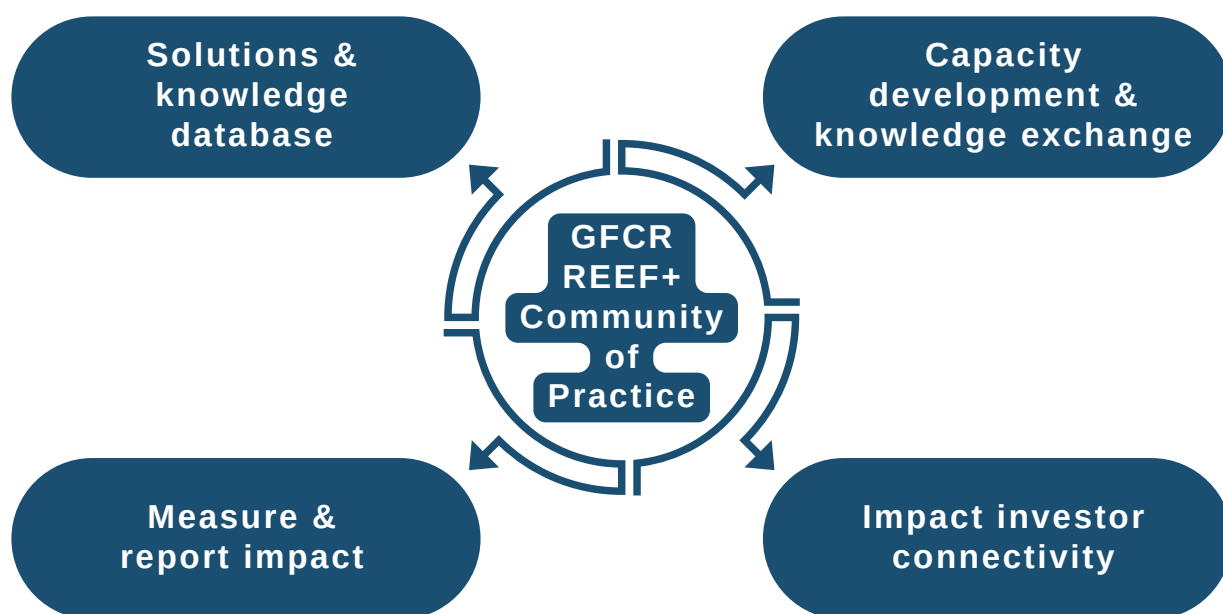 Solutions &
knowledge
database
Capacity
development &
knowledge exchange
GFCR
REEF+
Community
of
Practice
Measure &
report impact
Impact investor
connectivity